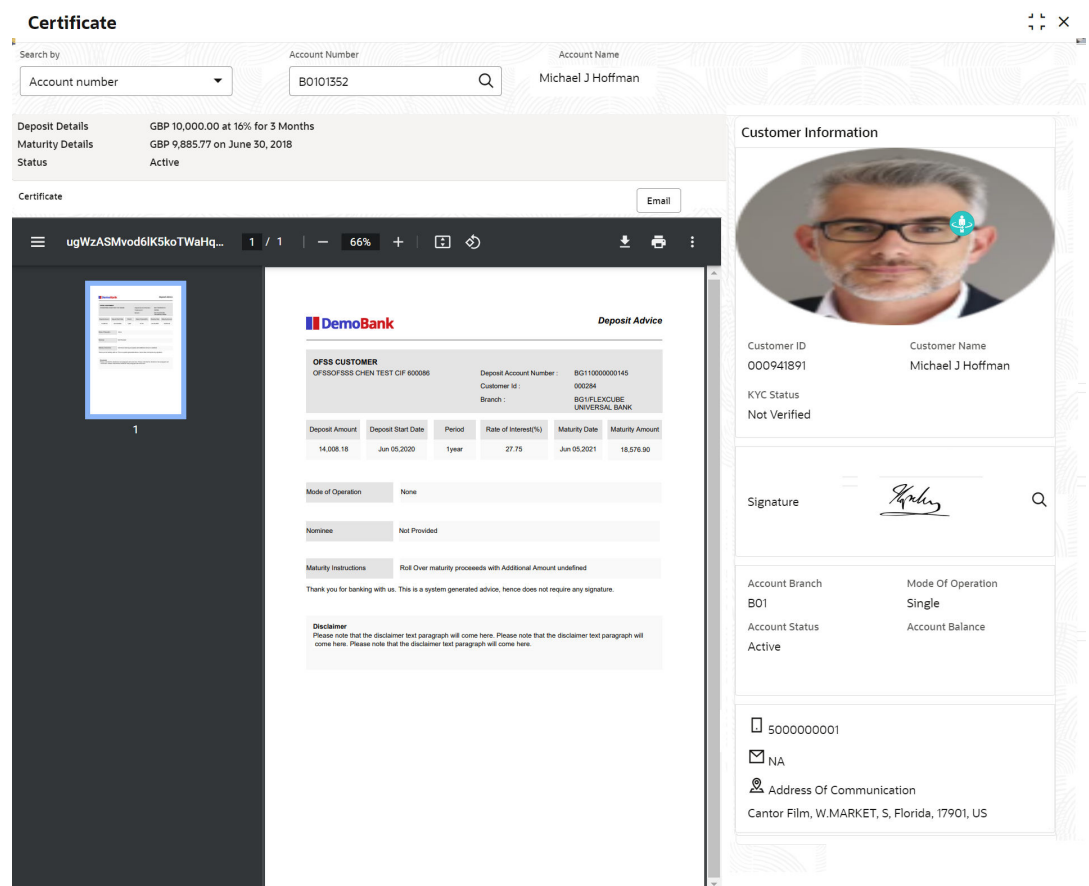 Certificate
Search by
Account Number
Account Name
Account number
B0101352
Michael J Hoffman
Deposit Details GBP 10,000.00 at 16% for 3 Months
Maturity Details GBP 9,885.77 on June 30, 2018
Status Active
Certificate
Email
ugWzASMvod6lK5koTWaHq... 1 / 1 66%
1
DemoBank
Deposit Advice
OFSS CUSTOMER
OFSSOFSSS CHEN TEST CIF 600086
Deposit Account Number : BG110000000145
Customer Id : 000284
Branch : BG1/FLEXCUBE
UNIVERSAL BANK
Deposit Amount Deposit Start Date Period Rate of Interest(%) Maturity Date Maturity Amount
14,008.18 Jun 05,2020 1year 27.75 Jun 05,2021 18,576.90
Mode of Operation None
Nominee Not Provided
Maturity Instructions Roll Over maturity proceeds with Additional Amount undefined
Thank you for banking with us. This is a system generated advice, hence does not require any signature.
Disclaimer
Please note that the disclaimer text paragraph will come here. Please note that the disclaimer text paragraph will
come here. Please note that the disclaimer text paragraph will come here.
Customer Information
Customer ID Customer Name
000941891 Michael J Hoffman
KYC Status
Not Verified
Signature
Account Branch Mode Of Operation
B01 Single
Account Status Account Balance
Active
5000000001
NA
Address Of Communication
Cantor Film, W.MARKET, S, Florida, 17901, US